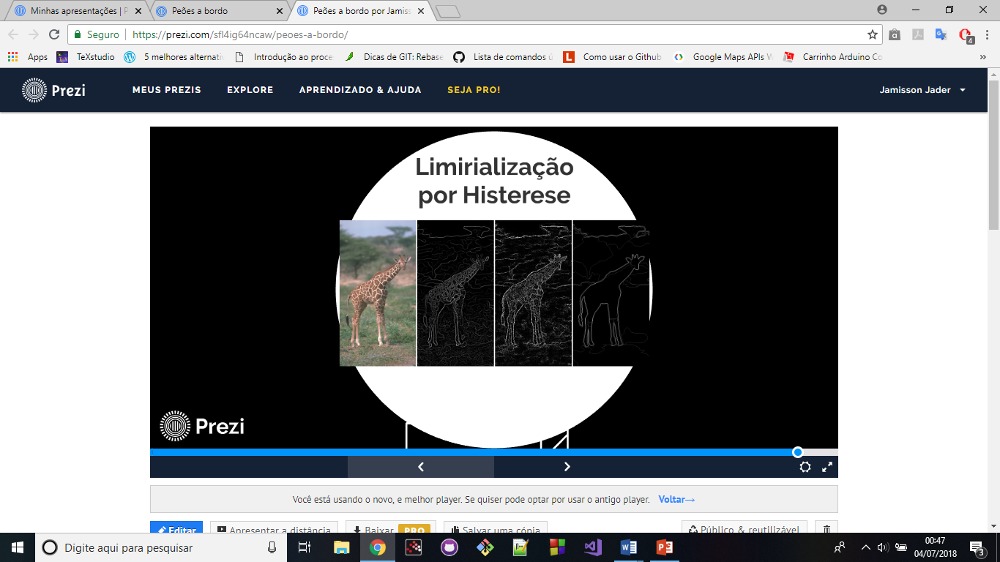 Minhas apresentações | P
Peões a bordo
Peões a bordo por Jamiss
Seguro
https://prezi.com/sfl4ig64ncaw/peoes-a-bordo/
4
Apps
TeXstudio
5 melhores alternativ
Introdução ao proce
Dicas de GIT: Rebase
Lista de comandos ú
Como usar o Github
Google Maps APIs W
Carrinho Arduino Co
»
Prezi
MEUS PREZIS
EXPLORE
APRENDIZADO & AJUDA
SEJA PRO!
Jamisson Jader
Limirialização
por Histerese
Prezi
Você está usando o novo, e melhor player. Se quiser pode optar por usar o antigo player. Voltar→
Editar
Apresentar a distância
Baixar PRO
Salvar uma cópia
Público & reutilizável
Digite aqui para pesquisar
00:47
04/07/2018
3